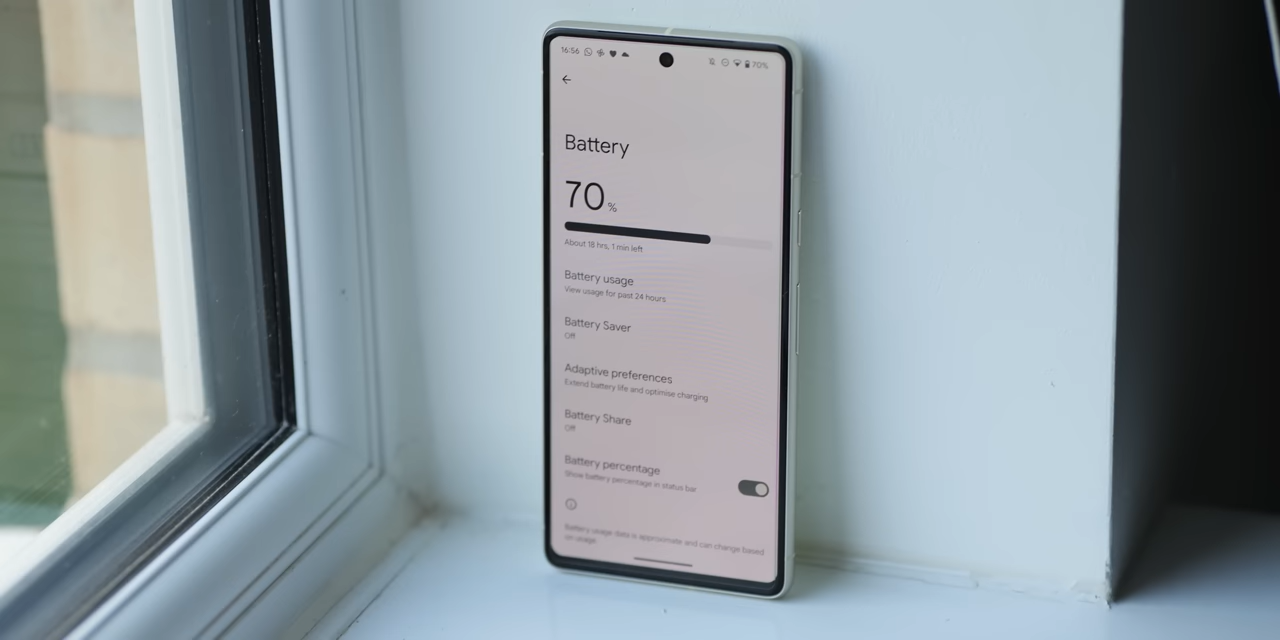 16:56 70%
Battery
70%
About 18 hrs, 1 min left
Battery usage
View usage for past 24 hours
Battery Saver
Off
Adaptive preferences
Extend battery life and optimise charging
Battery Share
Off
Battery percentage
Show battery percentage in status bar
Battery usage data is approximate and can change based
on usage